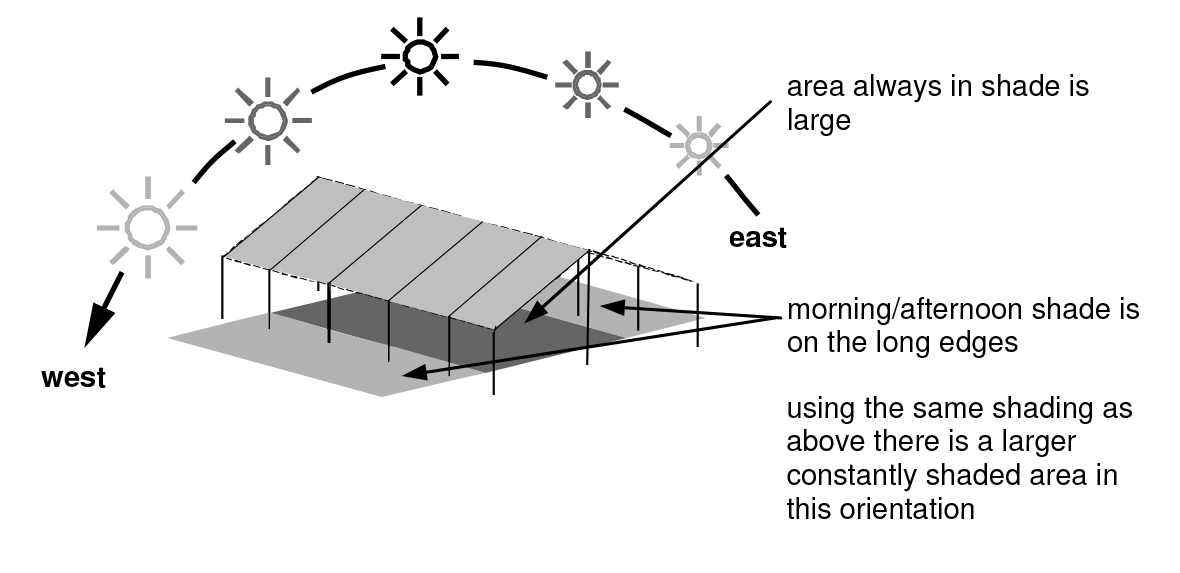 area always in shade is
large
east
morning/afternoon shade is
on the long edges
west
using the same shading as
above there is a larger
constantly shaded area in
this orientation